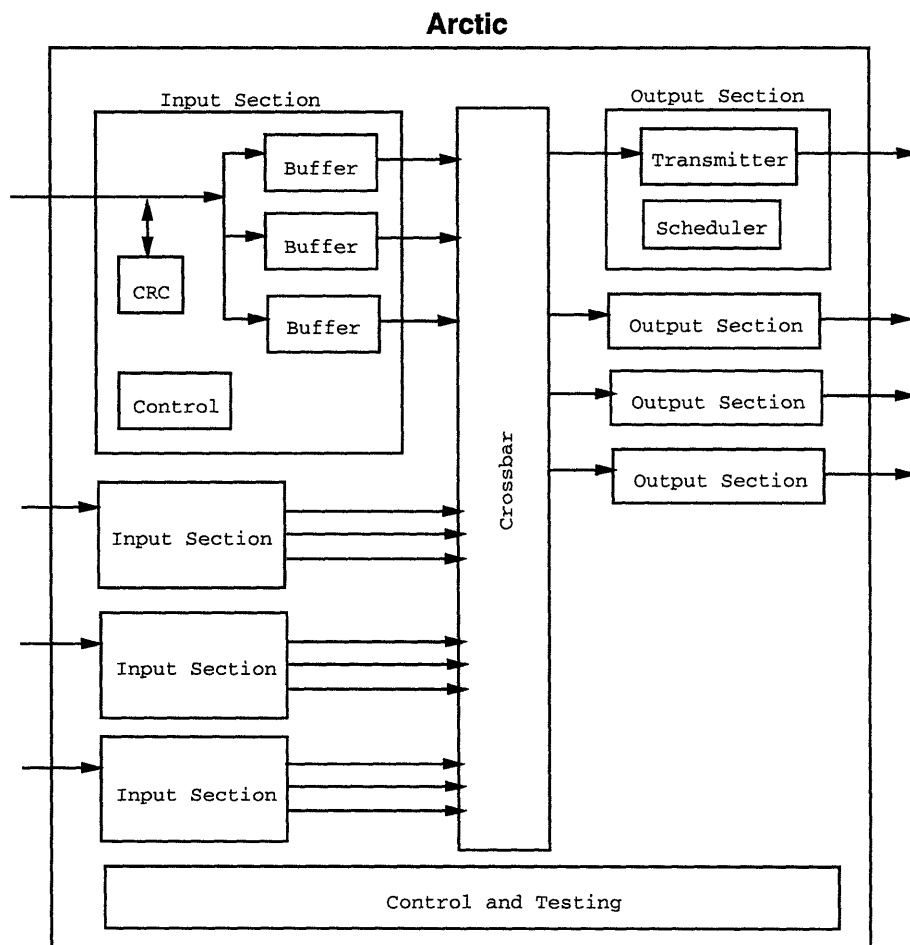 Arctic
Input Section
Output Section
Buffer
Transmitter
Buffer
Scheduler
CRC
Buffer
Output Section
Control
Output Section
Crossbar
Output Section
Input Section
Input Section
Input Section
Control and Testing